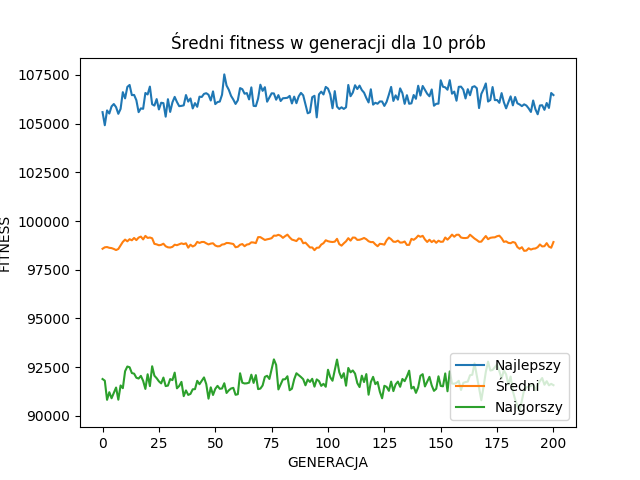 Średni fitness w generacji dla 10 prób
107500
105000
102500
100000
97500
95000
92500
90000
FITNESS
0 25 50 75 100 125 150 175 200
GENERACJA
Najlepszy
Średni
Najgorszy